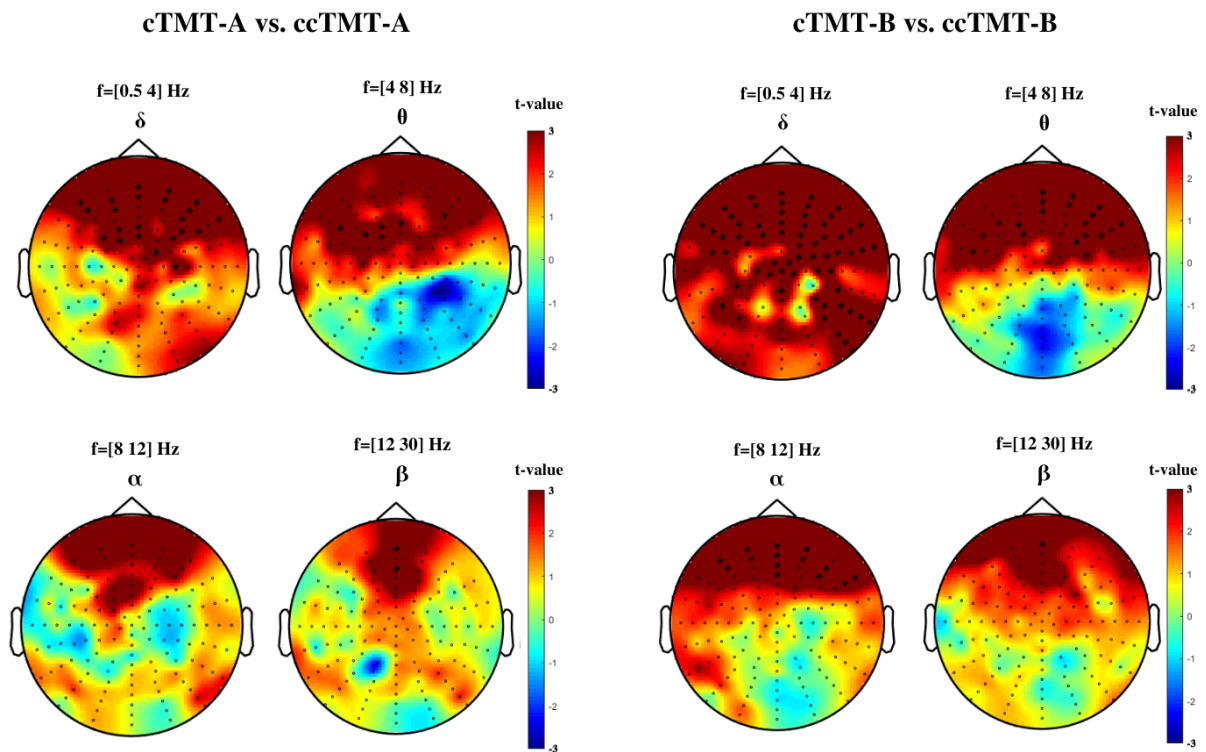 cTMT-A vs. ccTMT-A
cTMT-B vs. ccTMT-B
f=[0.5 4] Hz
δ
f=[4 8] Hz
θ
t-value
3
2
1
0
-1
-2
-3
f=[0.5 4] Hz
δ
f=[4 8] Hz
θ
t-value
3
2
1
0
-1
-2
-3
f=[8 12] Hz
α
f=[12 30] Hz
β
t-value
3
2
1
0
-1
-2
-3
f=[8 12] Hz
α
f=[12 30] Hz
β
t-value
3
2
1
0
-1
-2
-3